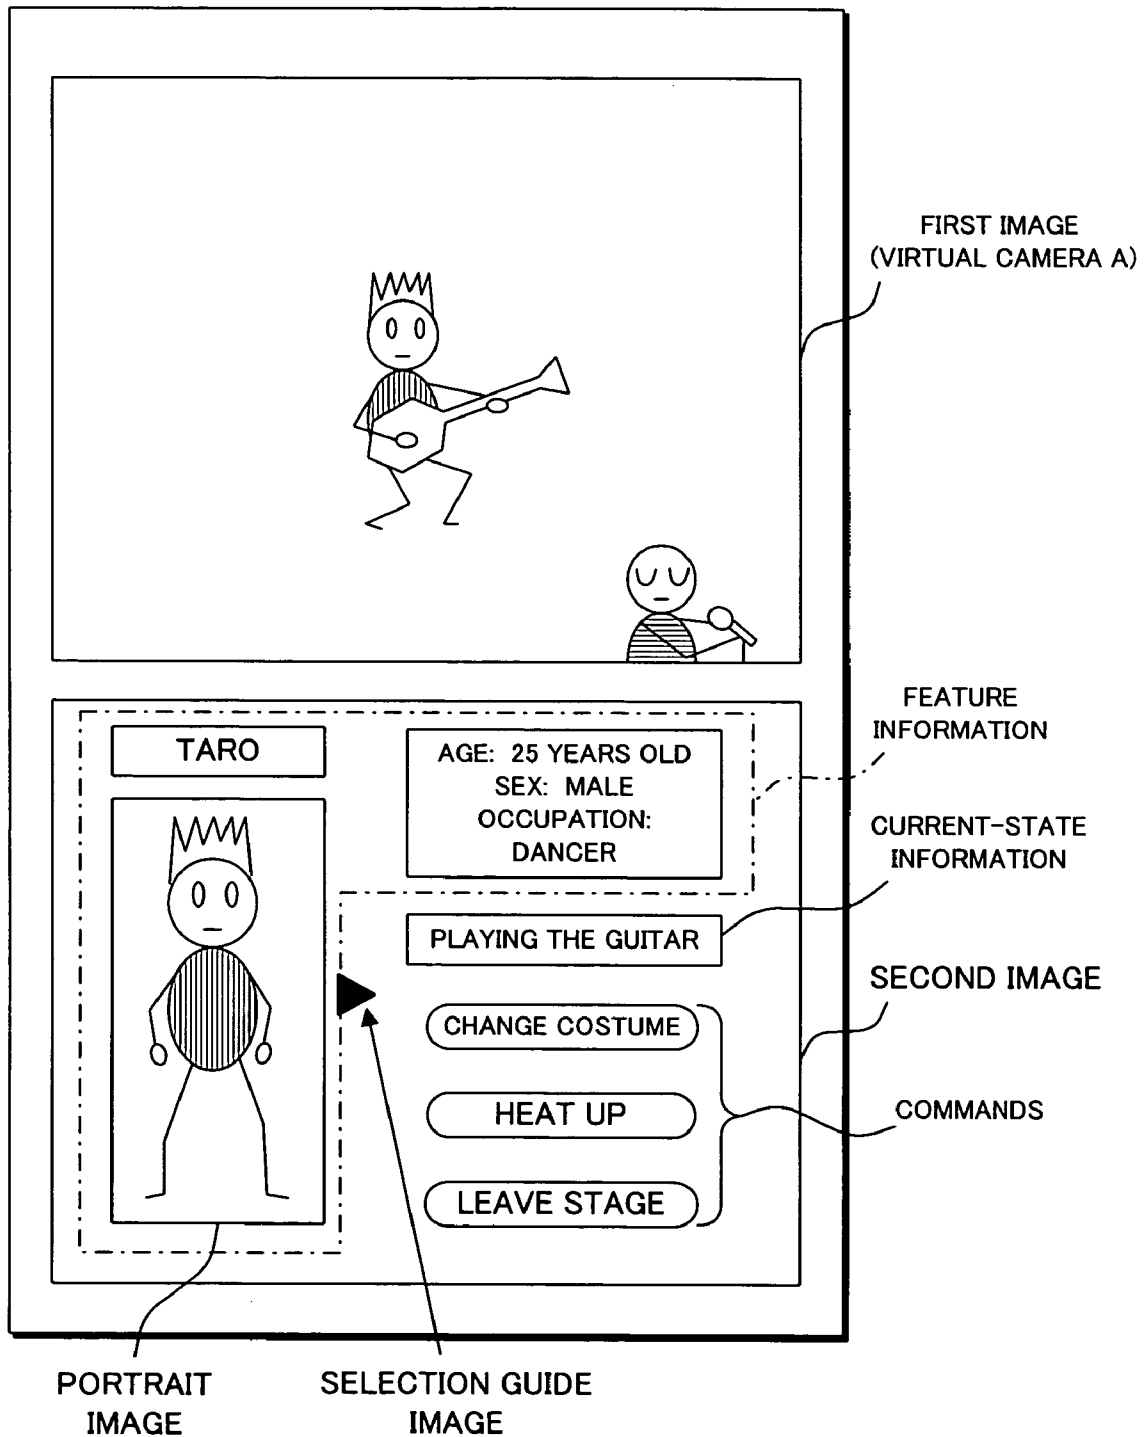 FIRST IMAGE
(VIRTUAL CAMERA A)
FEATURE
INFORMATION
TARO
AGE: 25 YEARS OLD
SEX: MALE
OCCUPATION:
DANCER
CURRENT-STATE
INFORMATION
PLAYING THE GUITAR
SECOND IMAGE
CHANGE COSTUME
HEAT UP
COMMANDS
LEAVE STAGE
PORTRAIT
IMAGE
SELECTION GUIDE
IMAGE